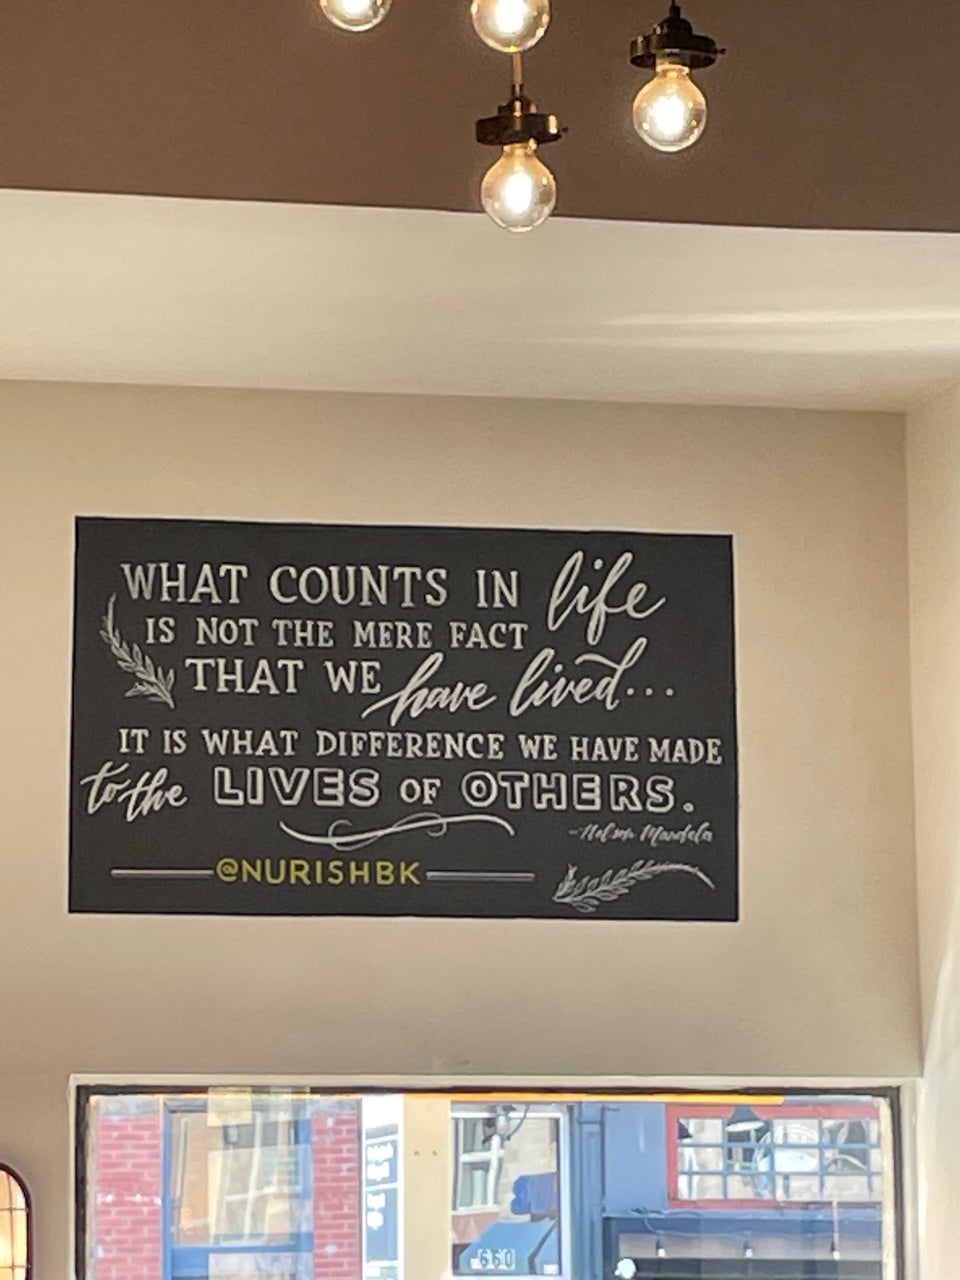 WHAT COUNTS IN life
IS NOT THE MERE FACT
THAT WE have lived...
IT IS WHAT DIFFERENCE WE HAVE MADE
to the LIVES OF OTHERS.
-Nelson Mandela
@NURISHBK
660